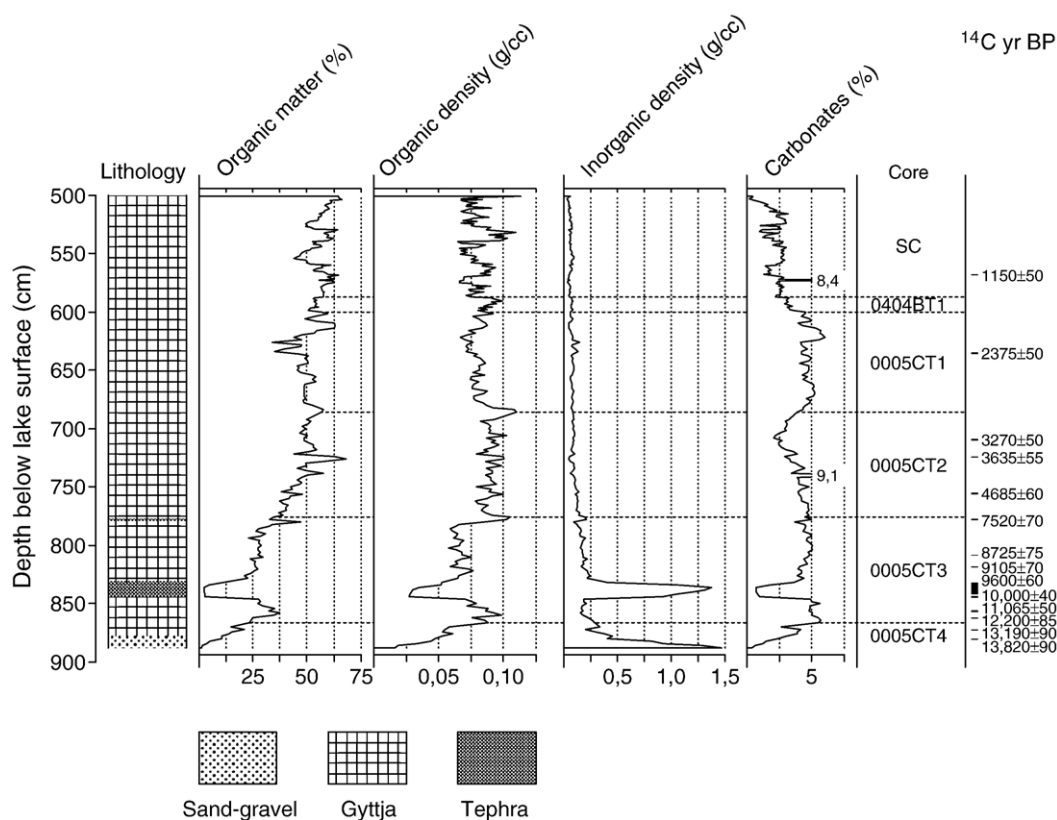 ¹⁴C yr BP
Organic matter (%)
Organic density (g/cc)
Inorganic density (g/cc)
Carbonates (%)
Lithology
Core
Depth below lake surface (cm)
500
550
600
650
700
750
800
850
900
SC
0404BT1
0005CT1
0005CT2
0005CT3
0005CT4
8,4
9,1
1150±50
2375±50
3270±50
3635±55
4685±60
7520±70
8725±75
9105±70
9600±60
10,000±40
11,065±50
12,200±85
13,190±90
13,820±90
25 50 75
0,05 0,10
0,5 1,0 1,5
5
Sand-gravel
Gyttja
Tephra